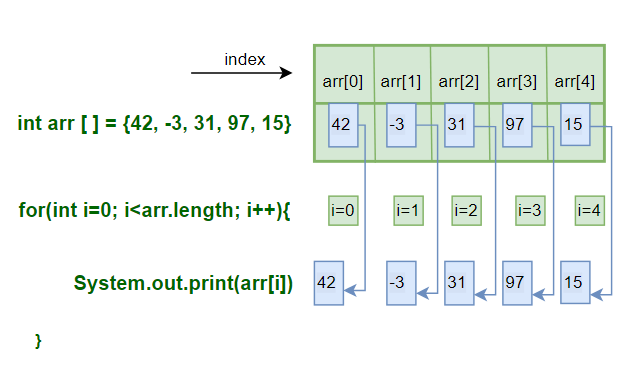 index
arr[0] arr[1] arr[2] arr[3] arr[4]
int arr [ ] = {42, -3, 31, 97, 15} 42 -3 31 97 15
for(int i=0; i<arr.length; i++){ i=0 i=1 i=2 i=3 i=4
System.out.print(arr[i]) 42 -3 31 97 15
}